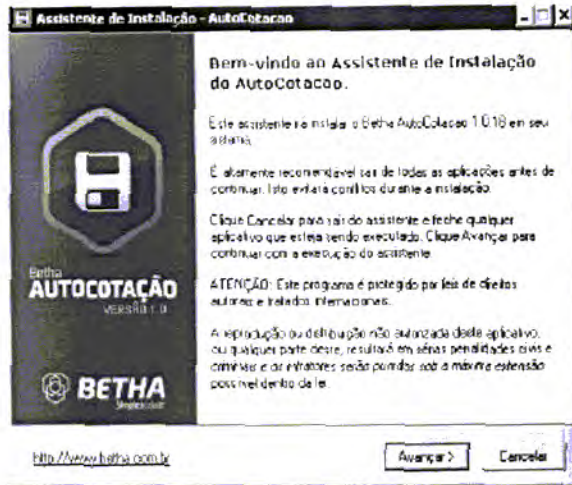 Assistente de Instalação - AutoCotacao
Bem-vindo ao Assistente de Instalação
do AutoCotacao.
Este assistente irá instalar o Betha AutoCotacao 1.0.18 em seu
sistema.
É altamente recomendável sair de todas as aplicações antes de
continuar. Isto evitará conflitos durante a instalação.
Clique Cancelar para sair do assistente e feche qualquer
aplicativo que esteja sendo executado. Clique Avançar para
continuar com a execução do assistente.
ATENÇÃO: Este programa é protegido por leis de direitos
autorais e tratados internacionais.
A reprodução ou distribuição não autorizada deste aplicativo,
ou qualquer parte deste, resultará em sérias penalidades civis e
criminais e os infratores serão punidos sob a máxima extensão
possível dentro da lei.
Betha
AUTOCOTAÇÃO
VERSÃO 1.0
BETHA
http://www.betha.com.br
Avançar >
Cancelar